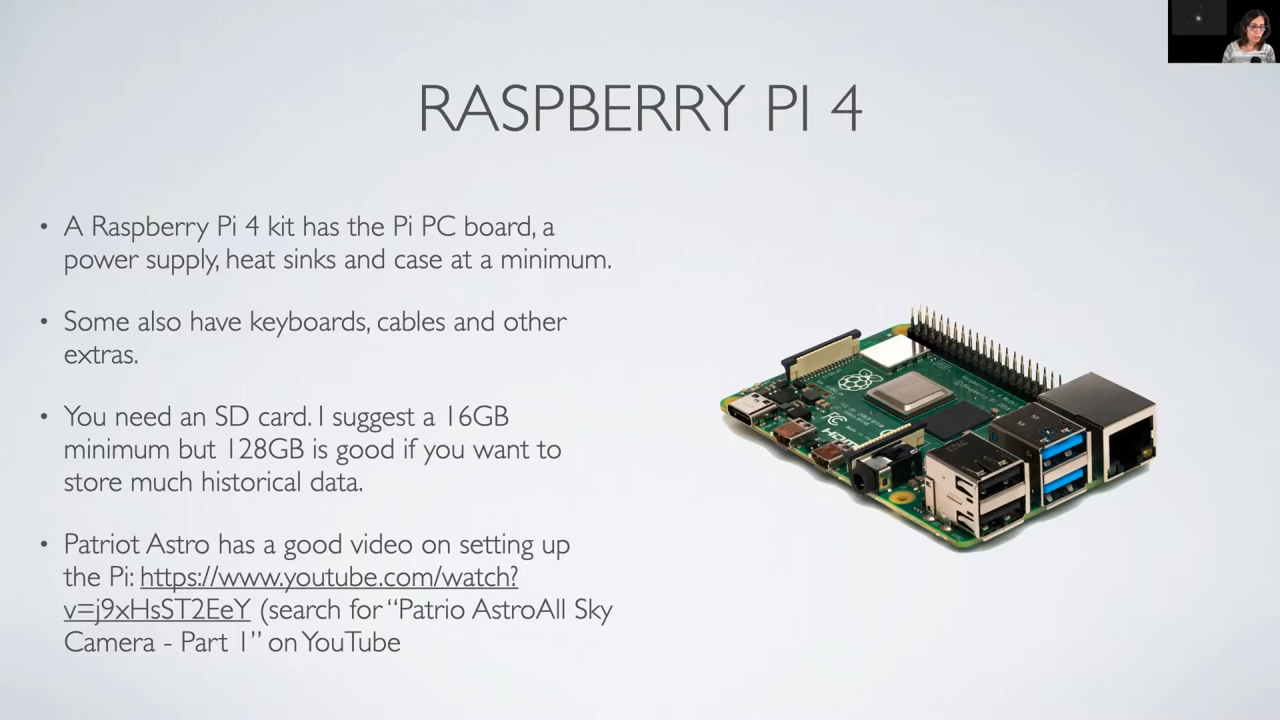 RASPBERRY PI 4
• A Raspberry Pi 4 kit has the Pi PC board, a
power supply, heat sinks and case at a minimum.
• Some also have keyboards, cables and other
extras.
• You need an SD card. I suggest a 16GB
minimum but 128GB is good if you want to
store much historical data.
• Patriot Astro has a good video on setting up
the Pi: https://www.youtube.com/watch?
v=j9xHsST2EeY (search for “Patrio AstroAll Sky
Camera - Part 1” on YouTube
HDMI